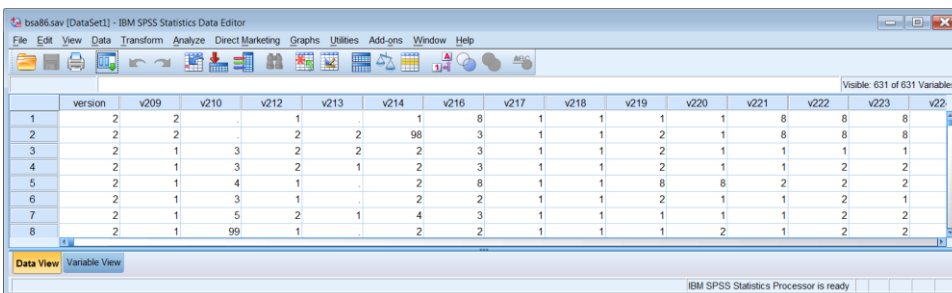 bsa86.sav [DataSet1] - IBM SPSS Statistics Data Editor
File Edit View Data Transform Analyze Direct Marketing Graphs Utilities Add-ons Window Help
Visible: 631 of 631 Variables
version v209 v210 v212 v213 v214 v216 v217 v218 v219 v220 v221 v222 v223 v22
1 2 2 . 1 . 1 8 1 1 1 1 8 8 8
2 2 2 . 2 2 98 3 1 1 2 1 8 8 8
3 2 1 3 2 2 2 3 1 1 2 1 1 1 1
4 2 1 3 2 1 2 3 1 1 2 1 1 2 2
5 2 1 4 1 . 2 8 1 1 8 8 2 2 2
6 2 1 3 1 . 2 2 1 1 2 1 1 2 1
7 2 1 5 2 1 4 3 1 1 1 1 1 2 2
8 2 1 99 1 . 2 2 1 1 1 2 1 2 2
Data View Variable View
IBM SPSS Statistics Processor is ready